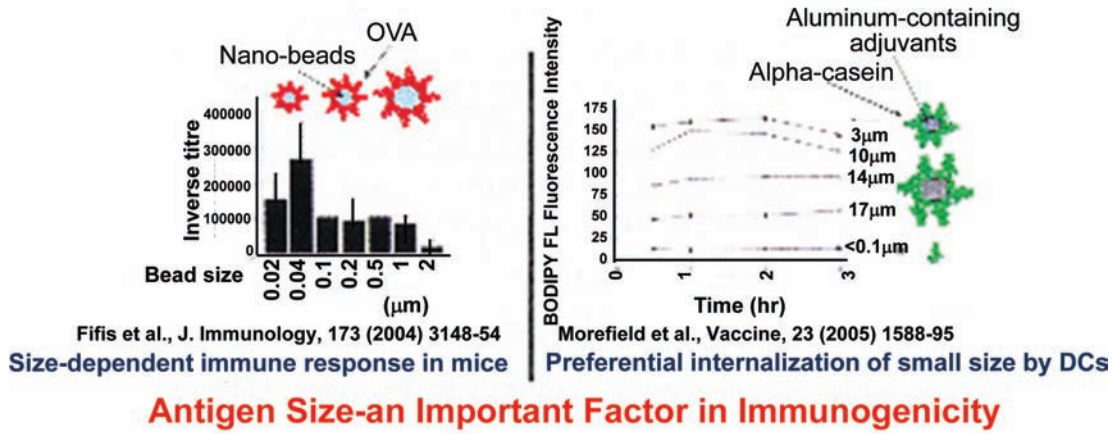 OVA
Nano-beads
Inverse titre
400000
300000
200000
100000
0
Bead size
0.02
0.04
0.1
0.2
0.5
1
2
(μm)
Fifis et al., J. Immunology, 173 (2004) 3148-54
Size-dependent immune response in mice
Aluminum-containing
adjuvants
Alpha-casein
BODIPY FL Fluorescence Intensity
175
150
125
100
75
50
25
0
3μm
10μm
14μm
17μm
<0.1μm
0
1
2
3
Time (hr)
Morefield et al., Vaccine, 23 (2005) 1588-95
Preferential internalization of small size by DCs
Antigen Size-an Important Factor in Immunogenicity